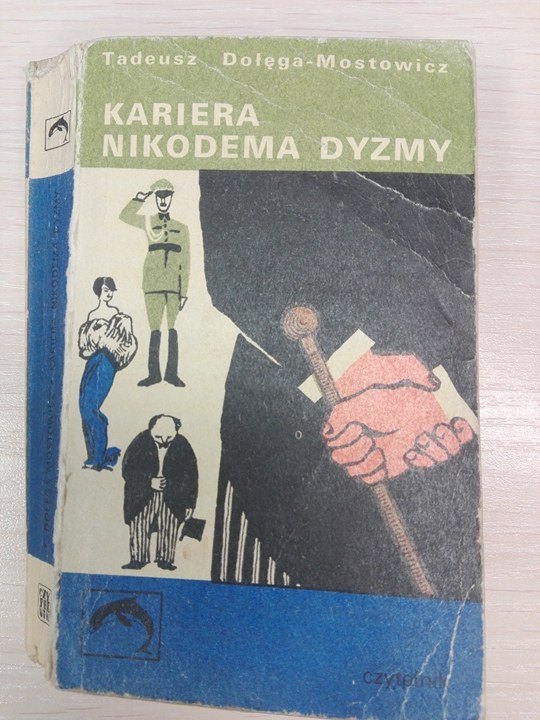 Tadeusz Dołęga-Mostowicz
KARIERA
NIKODEMA DYZMY
czytelnik